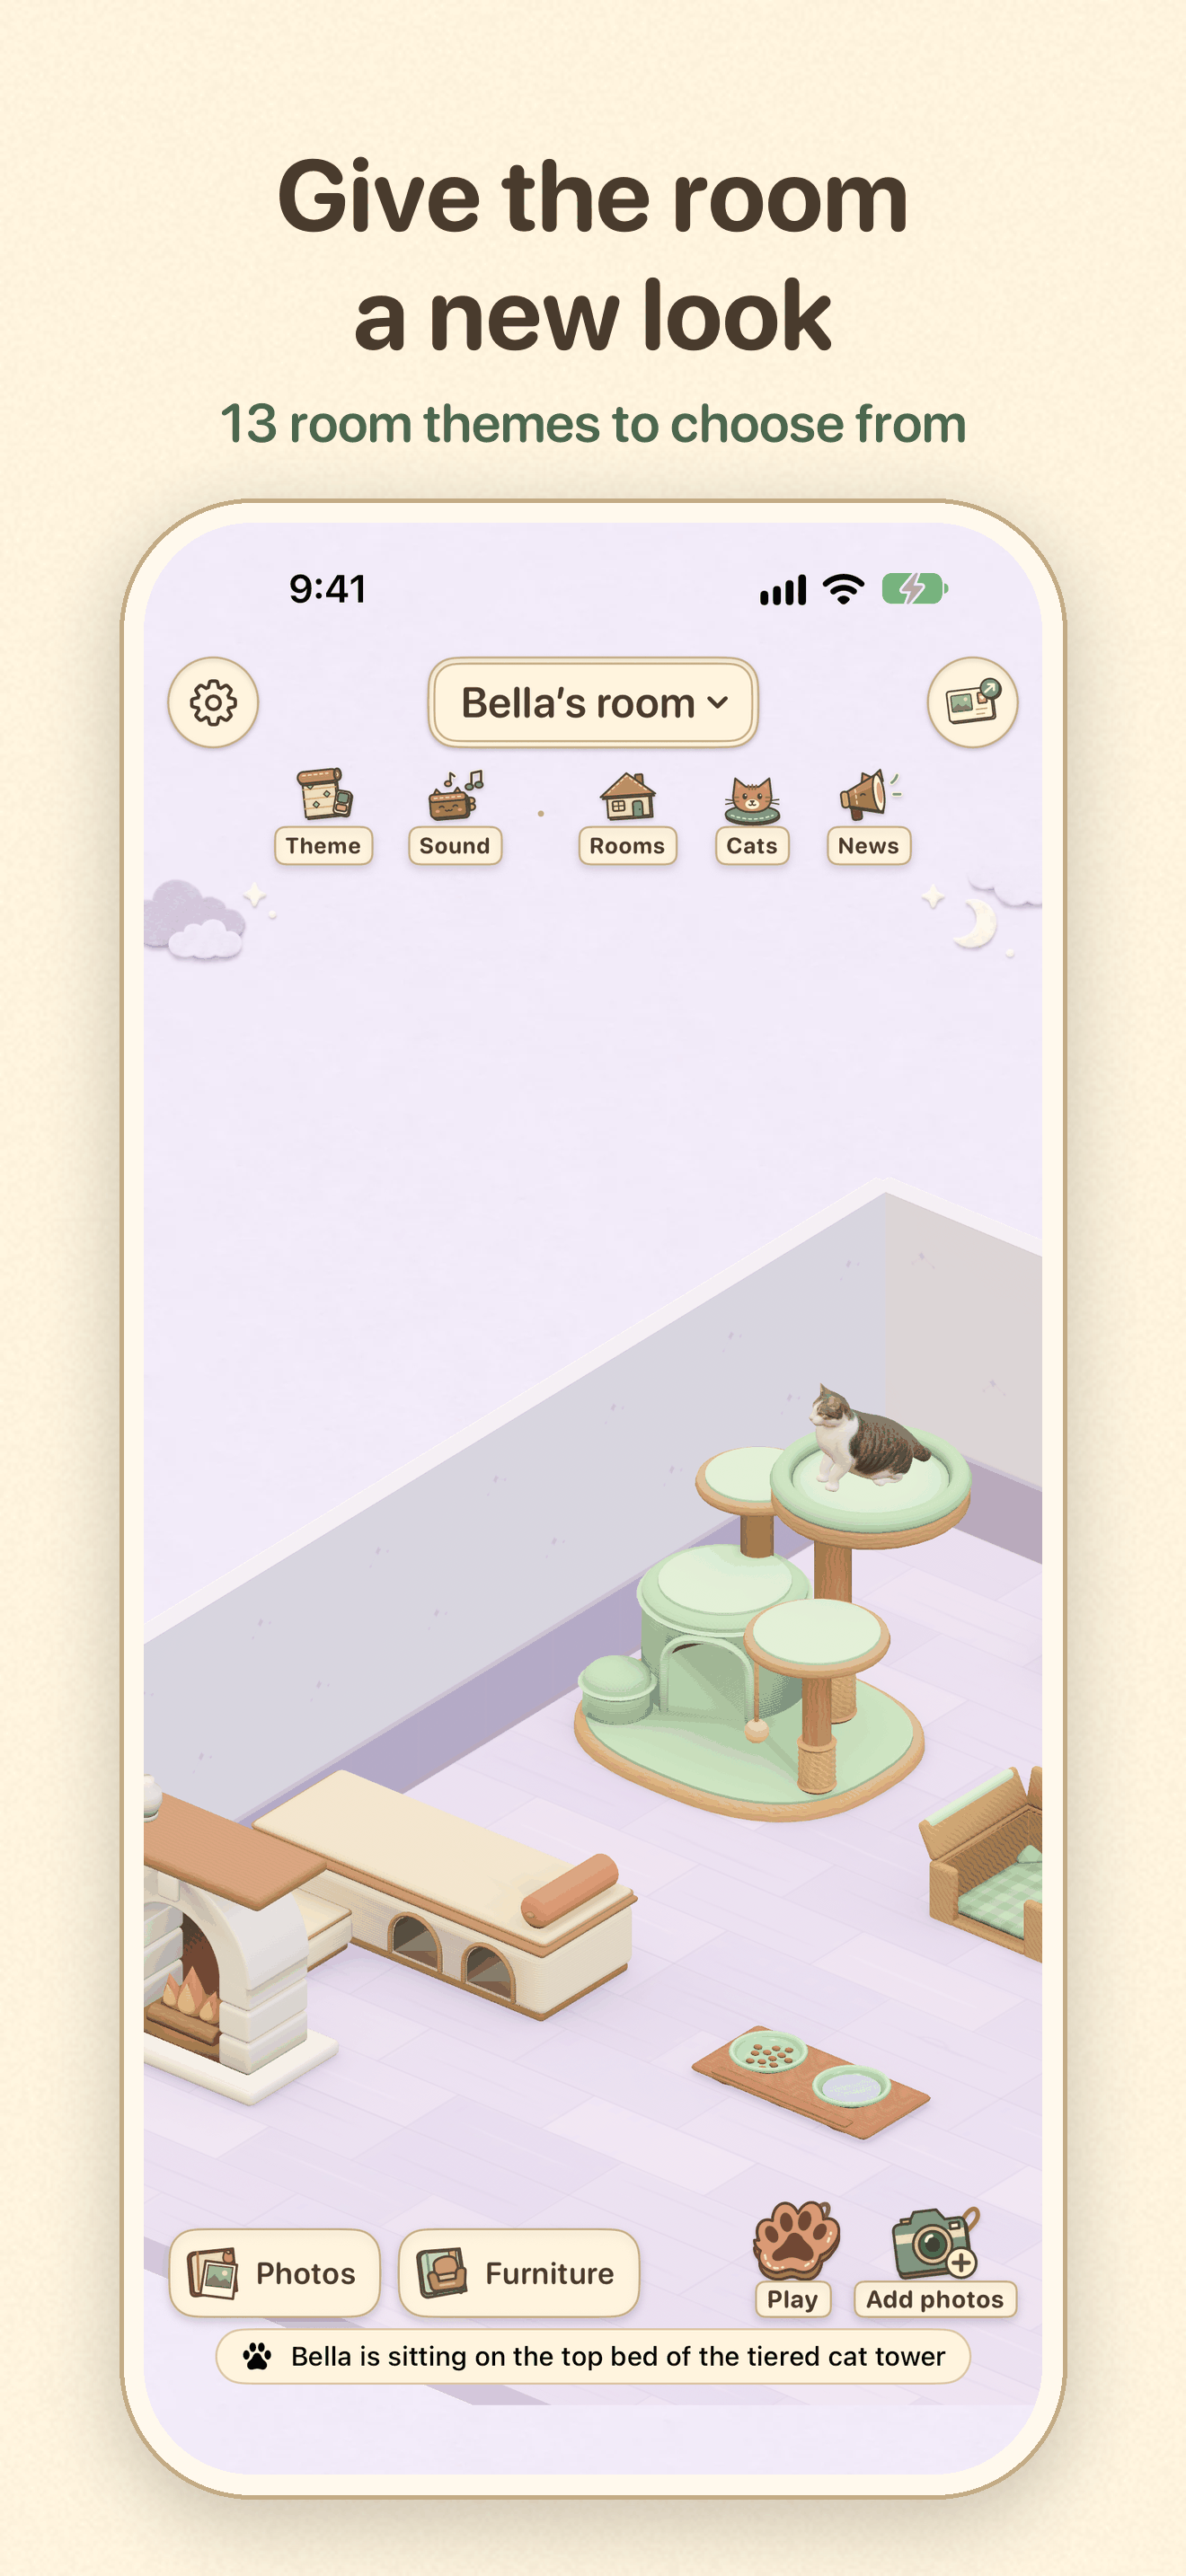 Give the room
a new look
13 room themes to choose from
9:41
Bella's room
Theme
Sound
Rooms
Cats
News
Photos
Furniture
Play
Add photos
Bella is sitting on the top bed of the tiered cat tower